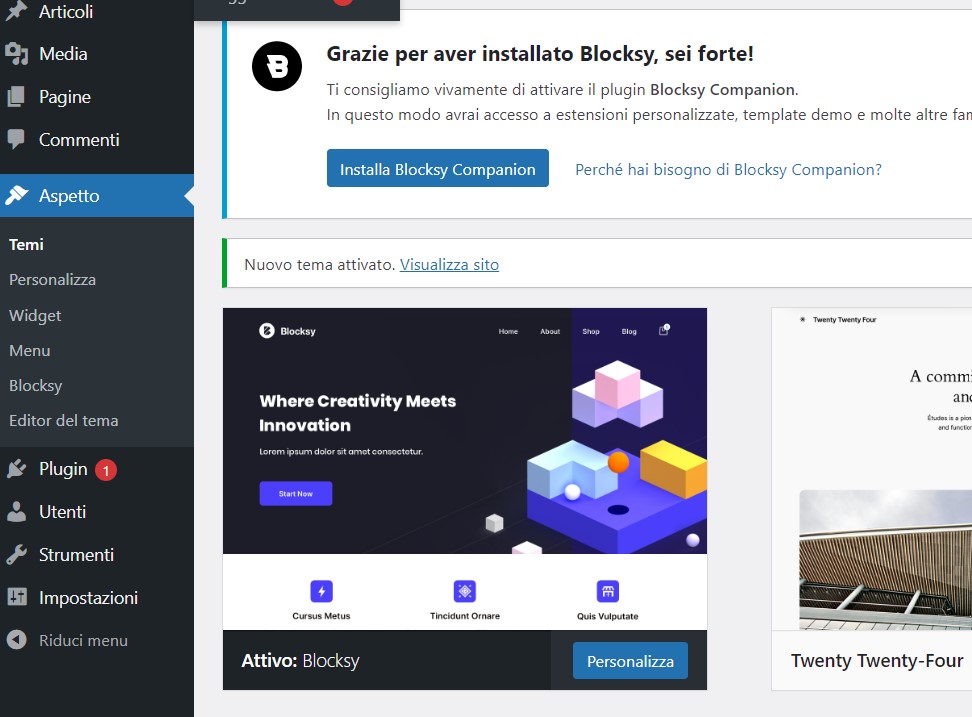 Articoli
Media
Pagine
Commenti
Aspetto
Temi
Personalizza
Widget
Menu
Blocksy
Editor del tema
Plugin 1
Utenti
Strumenti
Impostazioni
Riduci menu
Grazie per aver installato Blocksy, sei forte!
Ti consigliamo vivamente di attivare il plugin Blocksy Companion.
In questo modo avrai accesso a estensioni personalizzate, template demo e molte altre
Installa Blocksy Companion Perché hai bisogno di Blocksy Companion?
Nuovo tema attivato. Visualizza sito
Blocksy Home About Shop Blog
Where Creativity Meets
Innovation
Lorem ipsum dolor sit amet consectetur.
Start Now
Cursus Metus Tincidunt Ornare Quis Vulputate
Attivo: Blocksy Personalizza
Twenty Twenty Four
A
Études is a
and
Twenty Twenty-Four